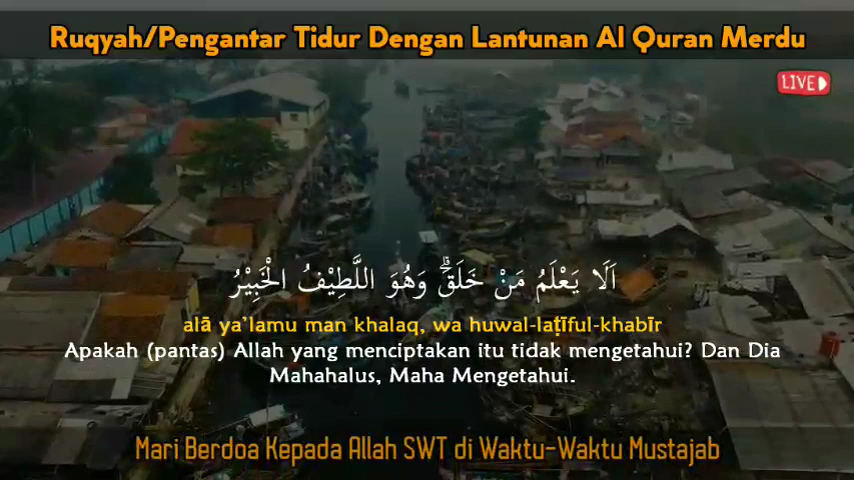 Ruqyah/Pengantar Tidur Dengan Lantunan Al Quran Merdu
LIVE
اَلَا يَعْلَمُ مَنْ خَلَقَۗ وَهُوَ اللَّطِيْفُ الْخَبِيْرُ
alā ya'lamu man khalaq, wa huwal-laṭīful-khabīr
Apakah (pantas) Allah yang menciptakan itu tidak mengetahui? Dan Dia
Mahahalus, Maha Mengetahui.
Mari Berdoa Kepada Allah SWT di Waktu-Waktu Mustajab